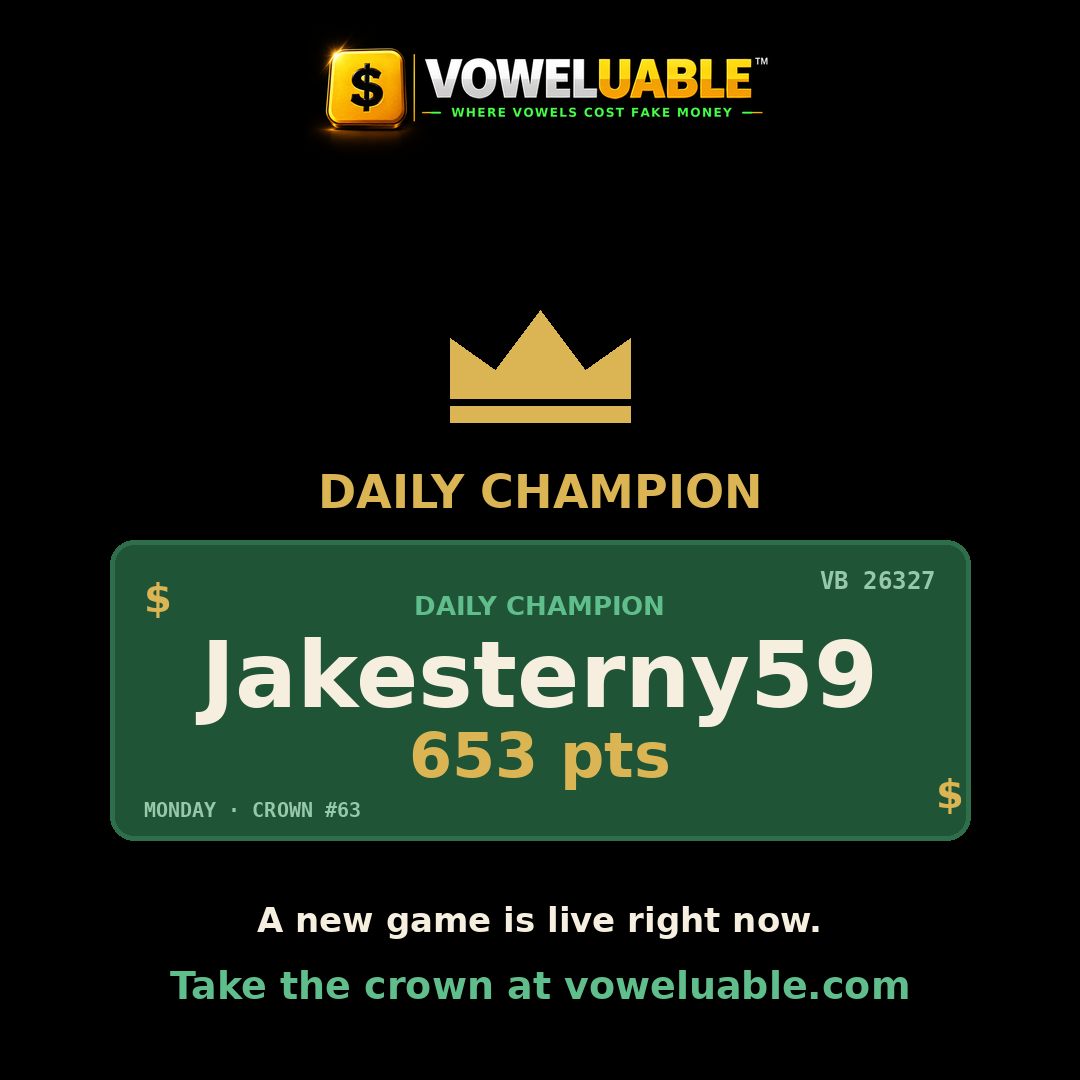 $
VOWELUABLE™
WHERE VOWELS COST FAKE MONEY
DAILY CHAMPION
VB 26327
$
DAILY CHAMPION
Jakesterny59
653 pts
$
MONDAY · CROWN #63
A new game is live right now.
Take the crown at voweluable.com